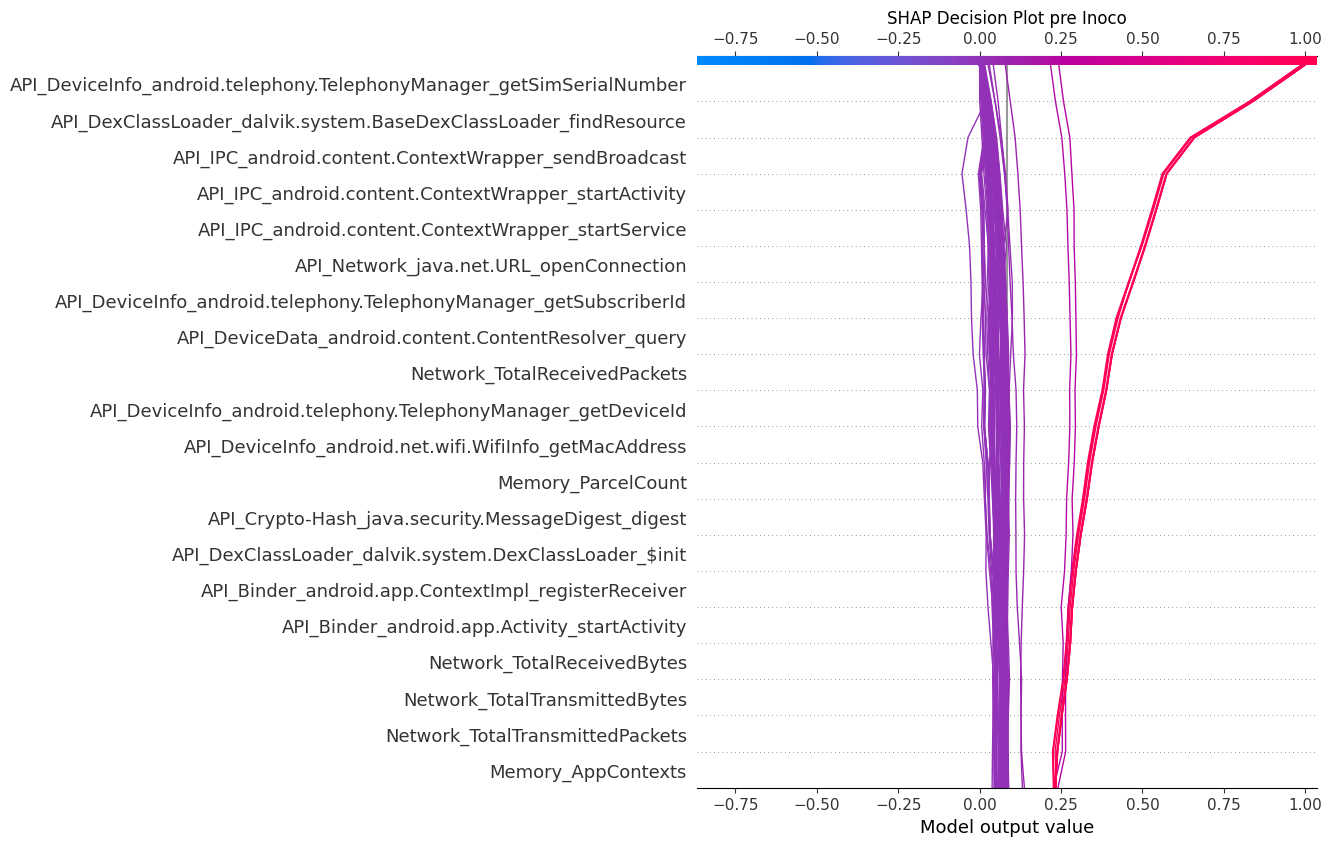 SHAP Decision Plot pre Inoco
−0.75 −0.50 −0.25 0.00 0.25 0.50 0.75 1.00
API_DeviceInfo_android.telephony.TelephonyManager_getSimSerialNumber
API_DexClassLoader_dalvik.system.BaseDexClassLoader_findResource
API_IPC_android.content.ContextWrapper_sendBroadcast
API_IPC_android.content.ContextWrapper_startActivity
API_IPC_android.content.ContextWrapper_startService
API_Network_java.net.URL_openConnection
API_DeviceInfo_android.telephony.TelephonyManager_getSubscriberId
API_DeviceData_android.content.ContentResolver_query
Network_TotalReceivedPackets
API_DeviceInfo_android.telephony.TelephonyManager_getDeviceId
API_DeviceInfo_android.net.wifi.WifiInfo_getMacAddress
Memory_ParcelCount
API_Crypto-Hash_java.security.MessageDigest_digest
API_DexClassLoader_dalvik.system.DexClassLoader_$init
API_Binder_android.app.ContextImpl_registerReceiver
API_Binder_android.app.Activity_startActivity
Network_TotalReceivedBytes
Network_TotalTransmittedBytes
Network_TotalTransmittedPackets
Memory_AppContexts
−0.75 −0.50 −0.25 0.00 0.25 0.50 0.75 1.00
Model output value